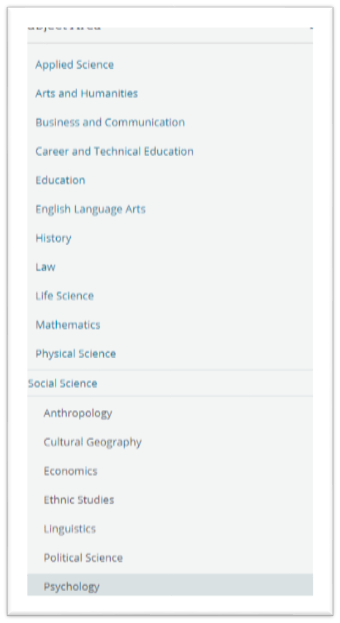 Applied Science
Arts and Humanities
Business and Communication
Career and Technical Education
Education
English Language Arts
History
Law
Life Science
Mathematics
Physical Science
Social Science
Anthropology
Cultural Geography
Economics
Ethnic Studies
Linguistics
Political Science
Psychology